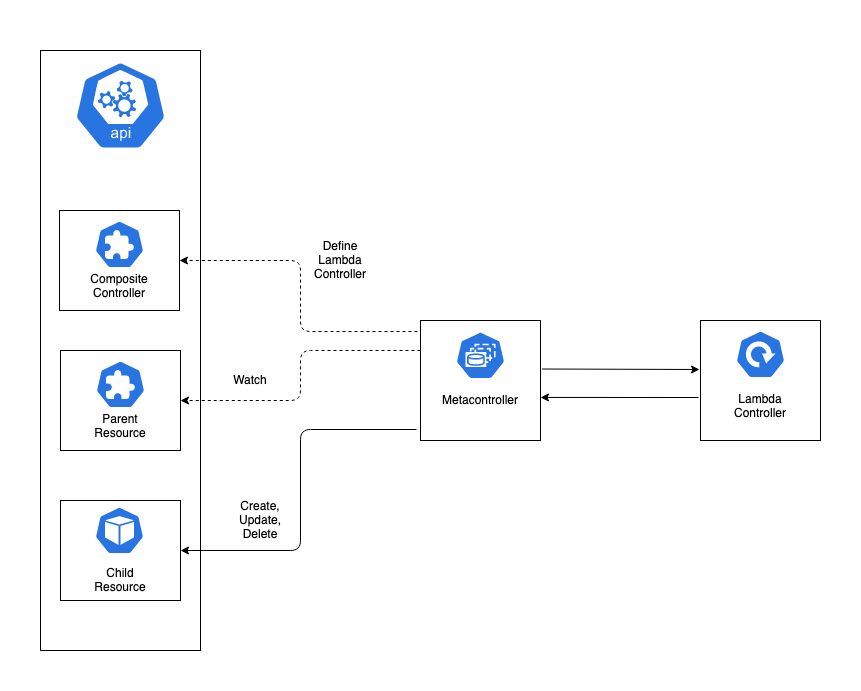 api
Composite
Controller
Define
Lambda
Controller
Parent
Resource
Watch
Metacontroller
Lambda
Controller
Create,
Update,
Delete
Child
Resource